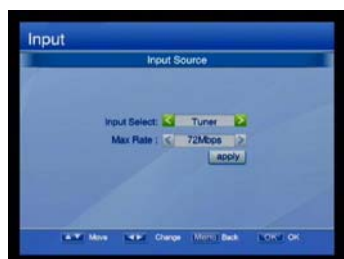 Input
Input Source
Input Select: Tuner
Max Rate : 72Mbps
apply
Move Change Menu Back OK OK